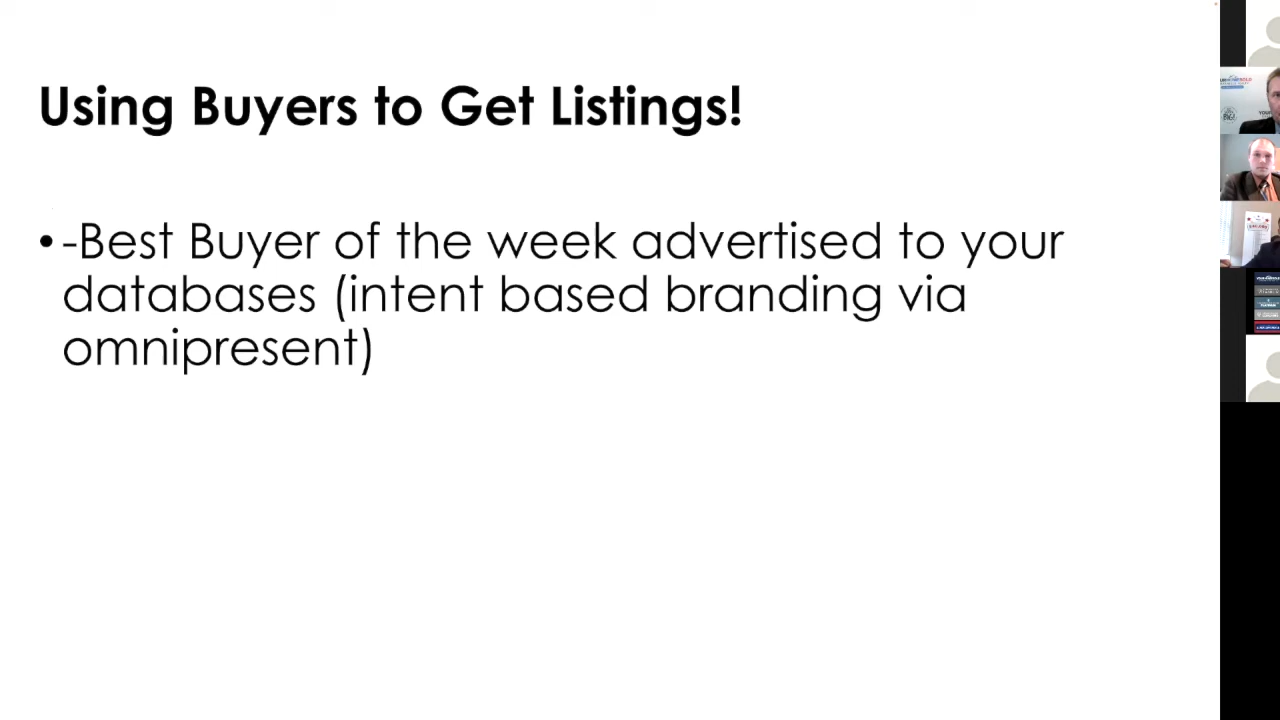 Using Buyers to Get Listings!
• -Best Buyer of the week advertised to your
databases (intent based branding via
omnipresent)